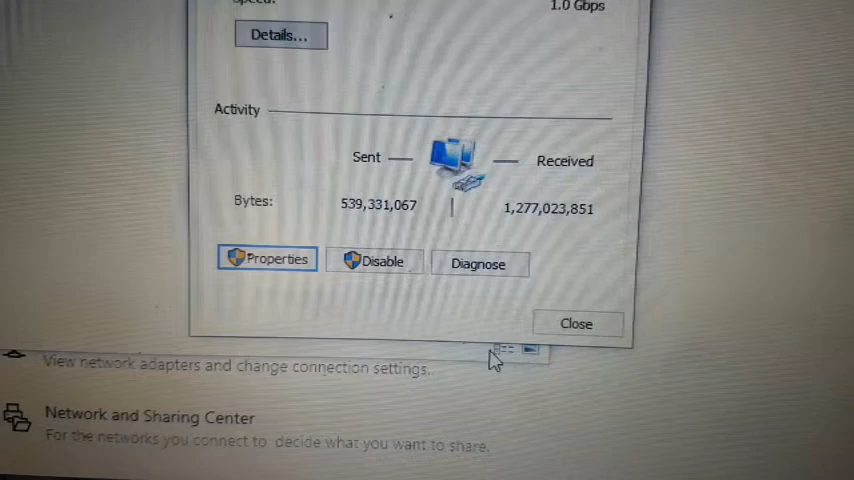 Speed:
1.0 Gbps
Details...
Activity
Sent
Received
Bytes:
539,331,067
1,277,023,851
Properties
Disable
Diagnose
Close
View network adapters and change connection settings.
Network and Sharing Center
For the networks you connect to decide what you want to share.